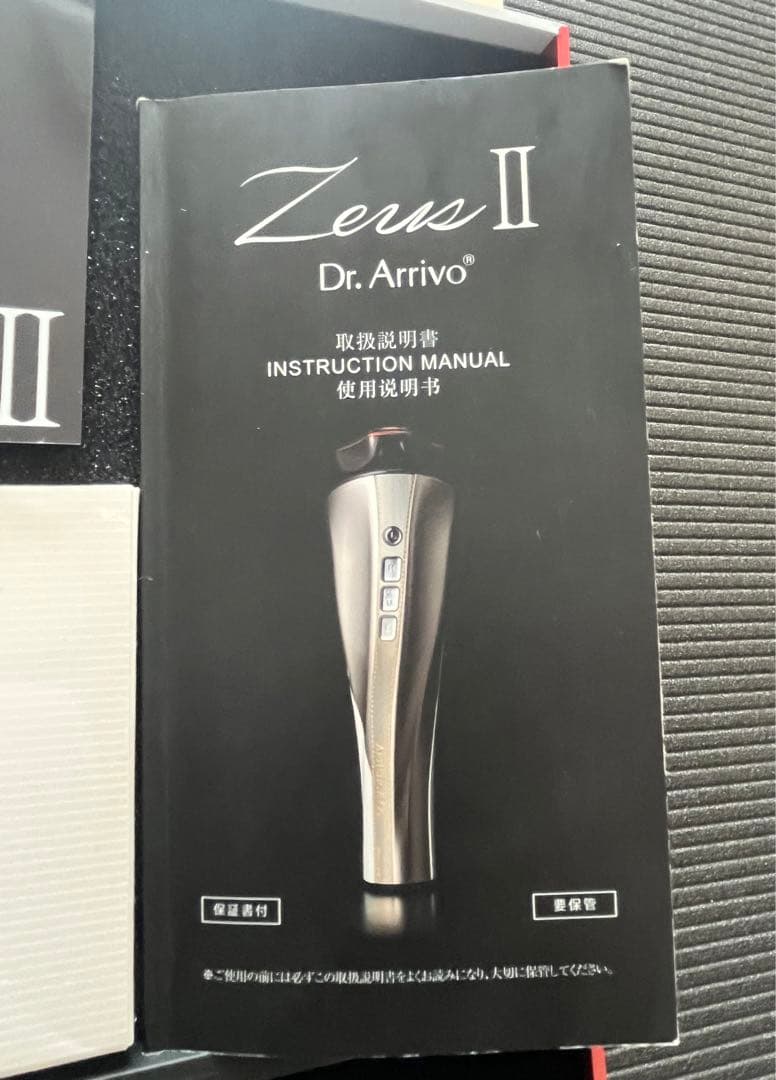 Zeus II
Dr. Arrivo®
取扱説明書
INSTRUCTION MANUAL
使用说明书
II
保証書付
要保管
※ご使用の前には必ずこの取扱説明書をよくお読みになり、大切に保管してください。